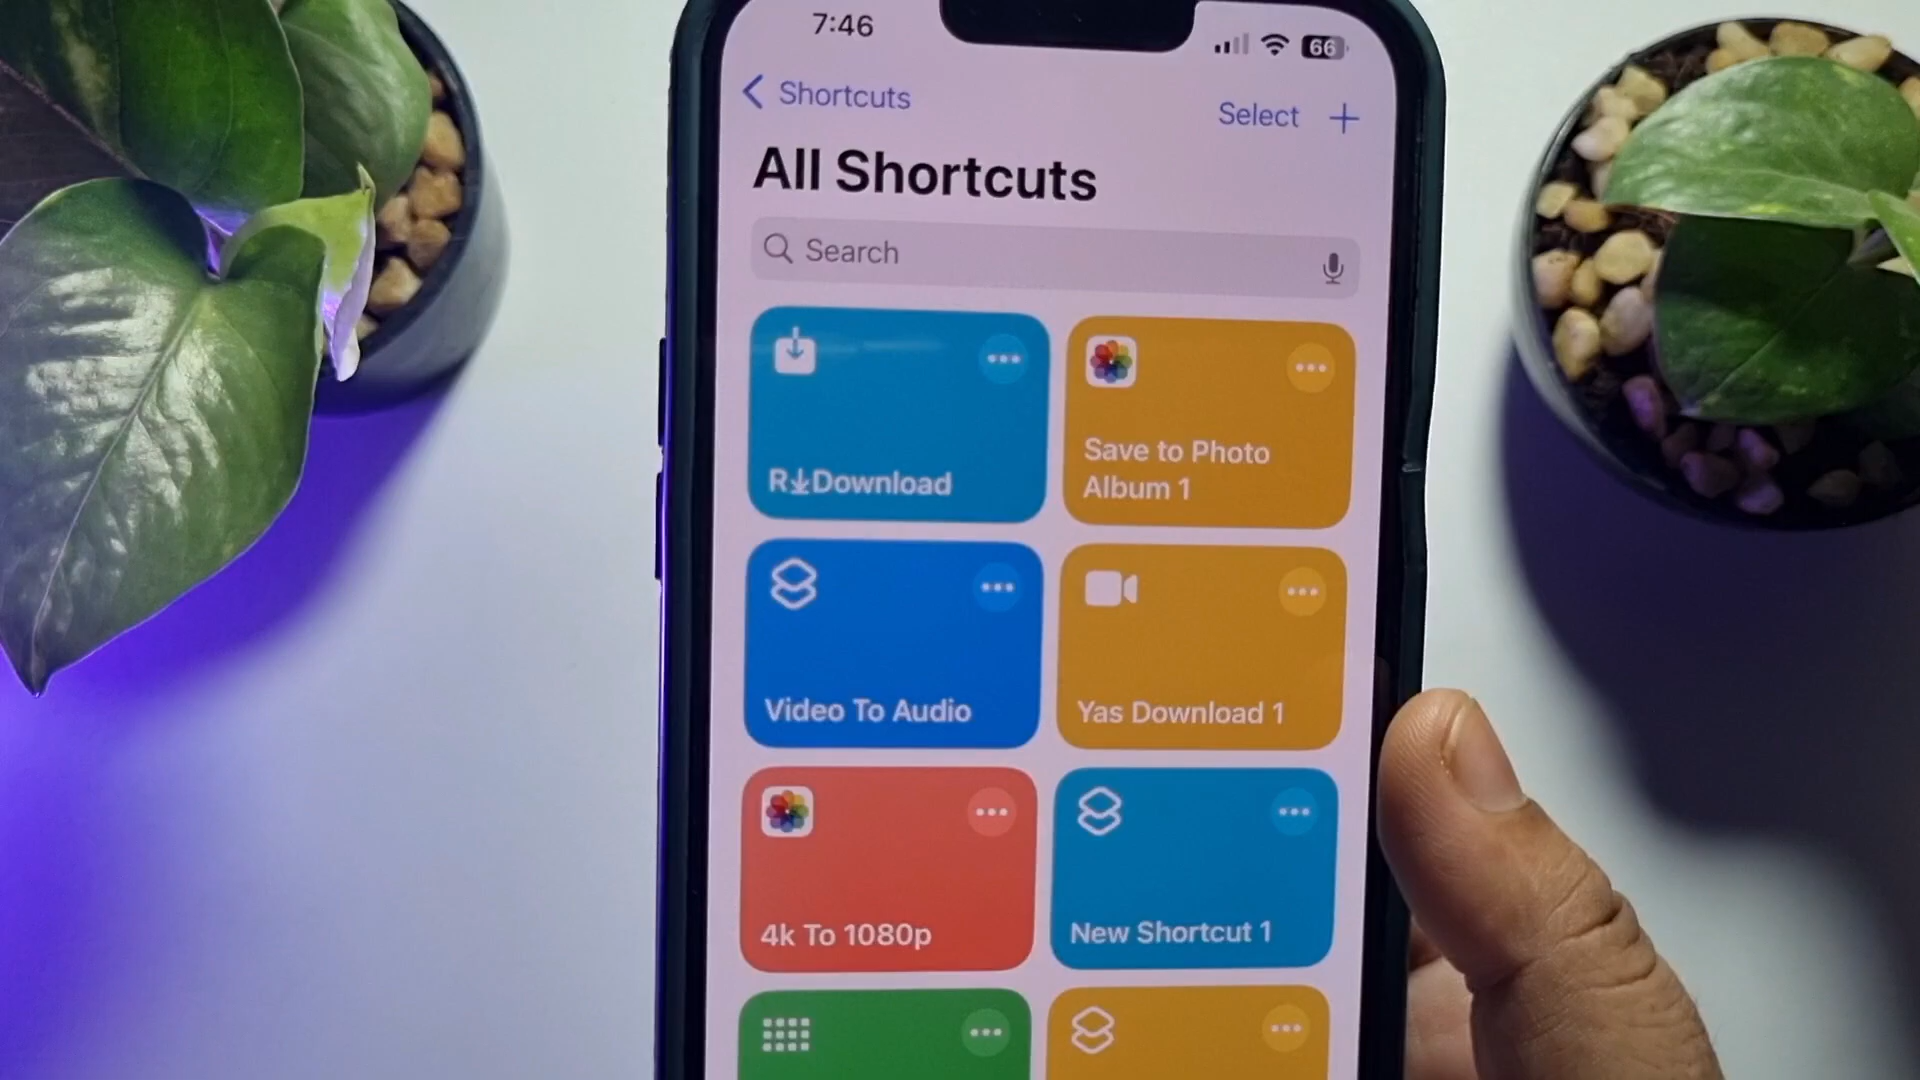 7:46
66
Shortcuts
Select +
All Shortcuts
Search
R↓Download
Save to Photo
Album 1
Video To Audio
Yas Download 1
4k To 1080p
New Shortcut 1